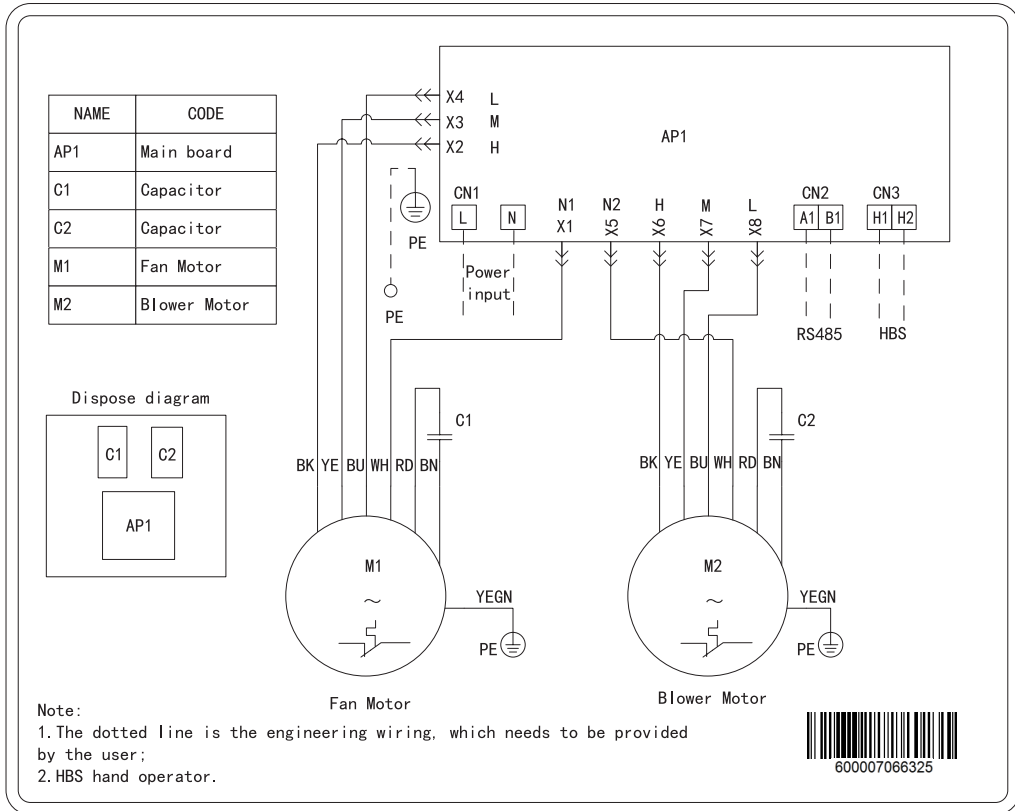 NAME CODE
AP1 Main board
C1 Capacitor
C2 Capacitor
M1 Fan Motor
M2 Blower Motor
X4 L
X3 M
X2 H
AP1
PE
PE
CN1
L N
Power
input
N1 N2 H M L
X1 X5 X6 X7 X8
CN2 CN3
A1 B1 H1 H2
RS485 HBS
Dispose diagram
C1 C2
AP1
C1
BK YE BU WH RD BN
M1
~
YEGN
PE
Fan Motor
C2
BK YE BU WH RD BN
M2
~
YEGN
PE
Blower Motor
Note:
1.The dotted line is the engineering wiring, which needs to be provided
by the user;
2.HBS hand operator.
600007066325